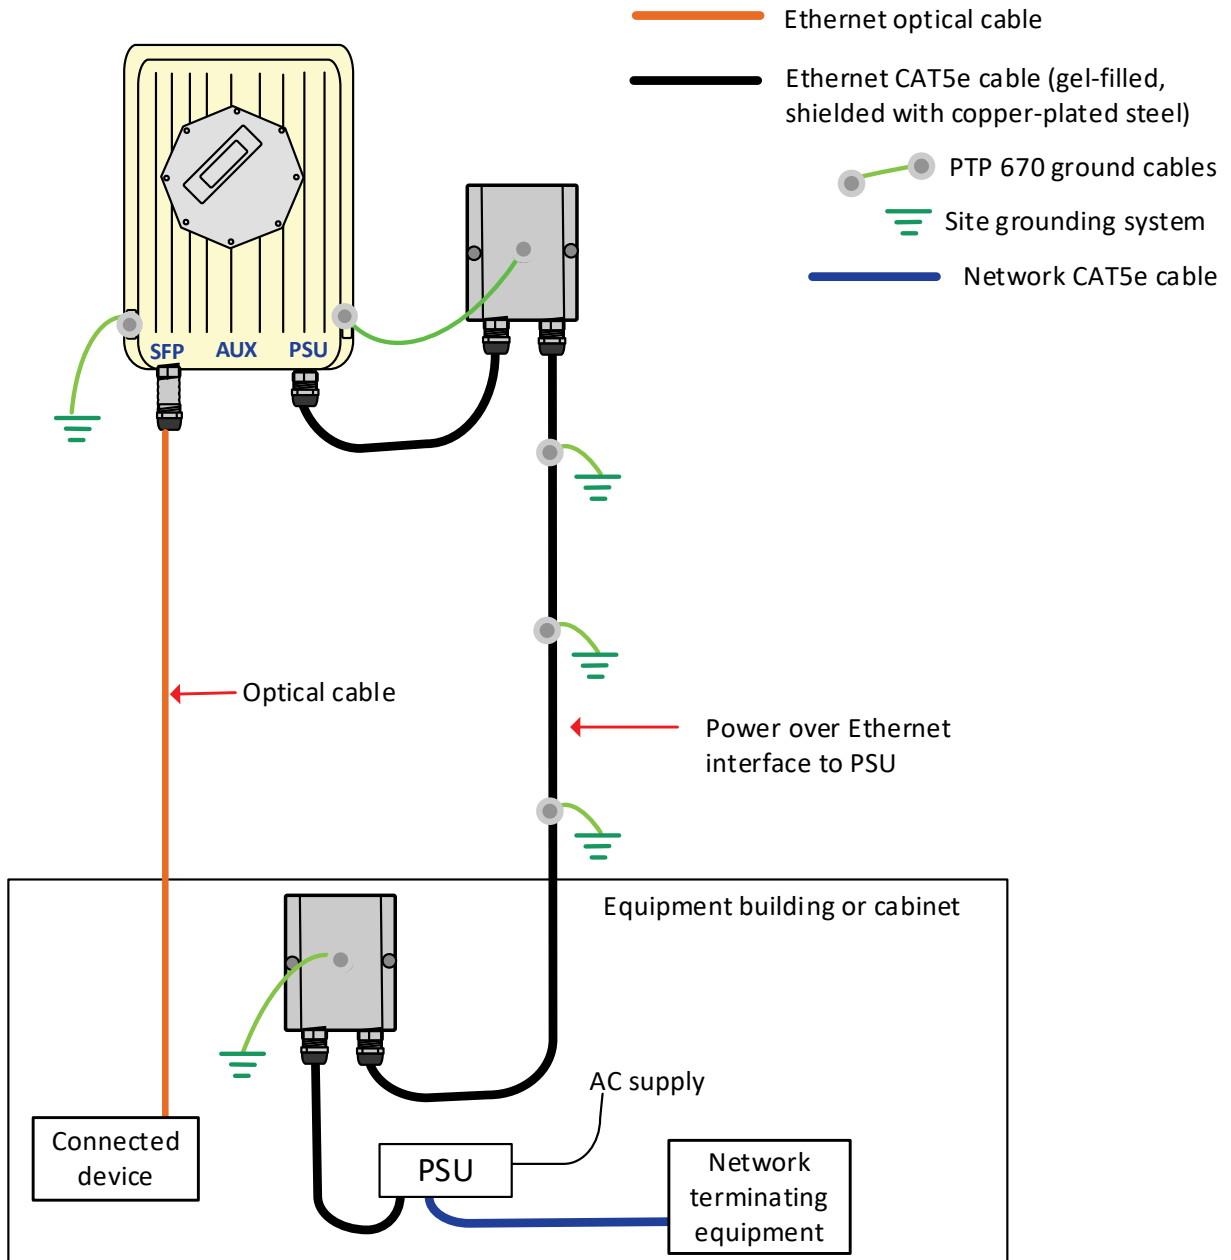 Ethernet optical cable
Ethernet CAT5e cable (gel-filled,
shielded with copper-plated steel)
PTP 670 ground cables
Site grounding system
Network CAT5e cable
SFP AUX PSU
Optical cable
Power over Ethernet
interface to PSU
Equipment building or cabinet
AC supply
Connected
device
PSU
Network
terminating
equipment